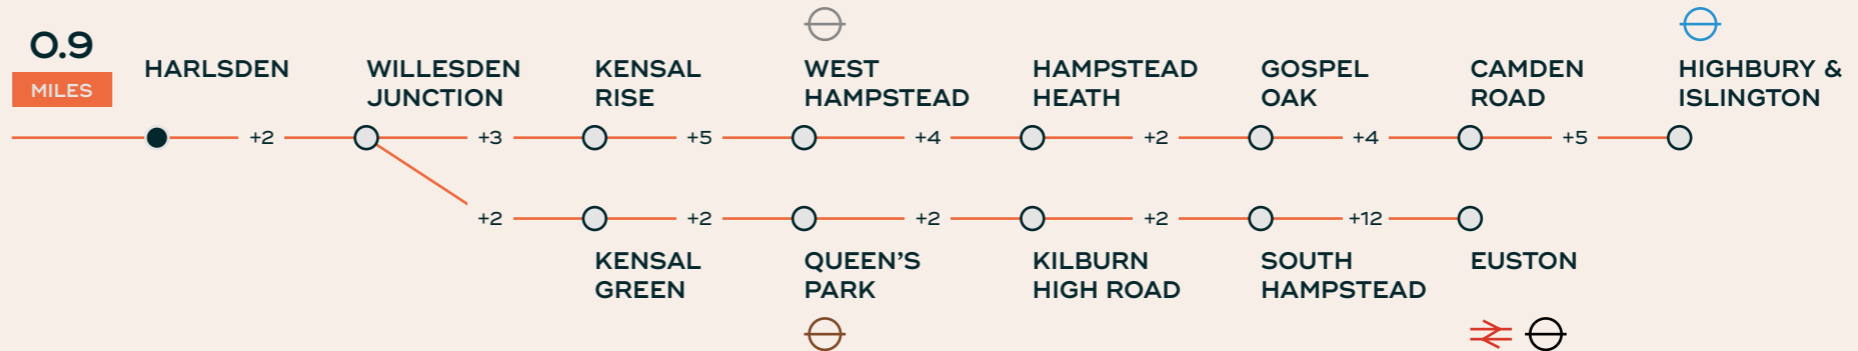 0.9
MILES
HARLSDEN
WILLESDEN
JUNCTION
KENSAL
RISE
WEST
HAMPSTEAD
HAMPSTEAD
HEATH
GOSPEL
OAK
CAMDEN
ROAD
HIGHBURY &
ISLINGTON
+2 +3 +5 +4 +2 +4 +5
+2 +2 +2 +2 +12
KENSAL
GREEN
QUEEN’S
PARK
KILBURN
HIGH ROAD
SOUTH
HAMPSTEAD
EUSTON